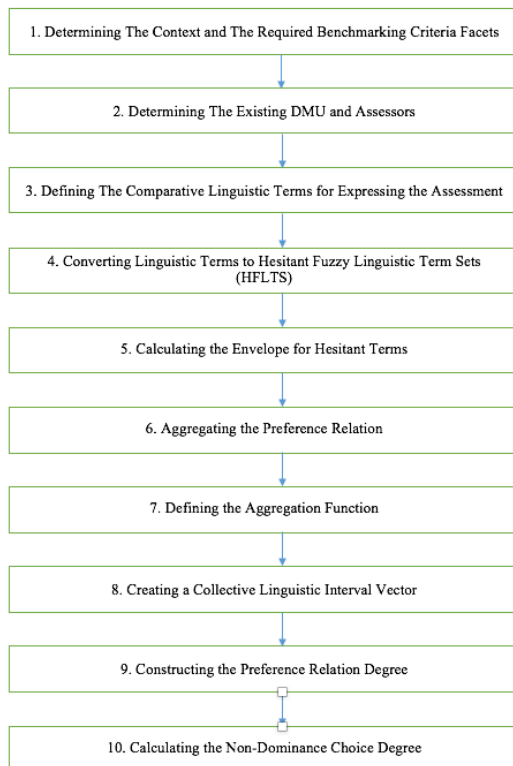 1. Determining The Context and The Required Benchmarking Criteria Facets
2. Determining The Existing DMU and Assessors
3. Defining The Comparative Linguistic Terms for Expressing the Assessment
4. Converting Linguistic Terms to Hesitant Fuzzy Linguistic Term Sets
(HFLTS)
5. Calculating the Envelope for Hesitant Terms
6. Aggregating the Preference Relation
7. Defining the Aggregation Function
8. Creating a Collective Linguistic Interval Vector
9. Constructing the Preference Relation Degree
10. Calculating the Non-Dominance Choice Degree